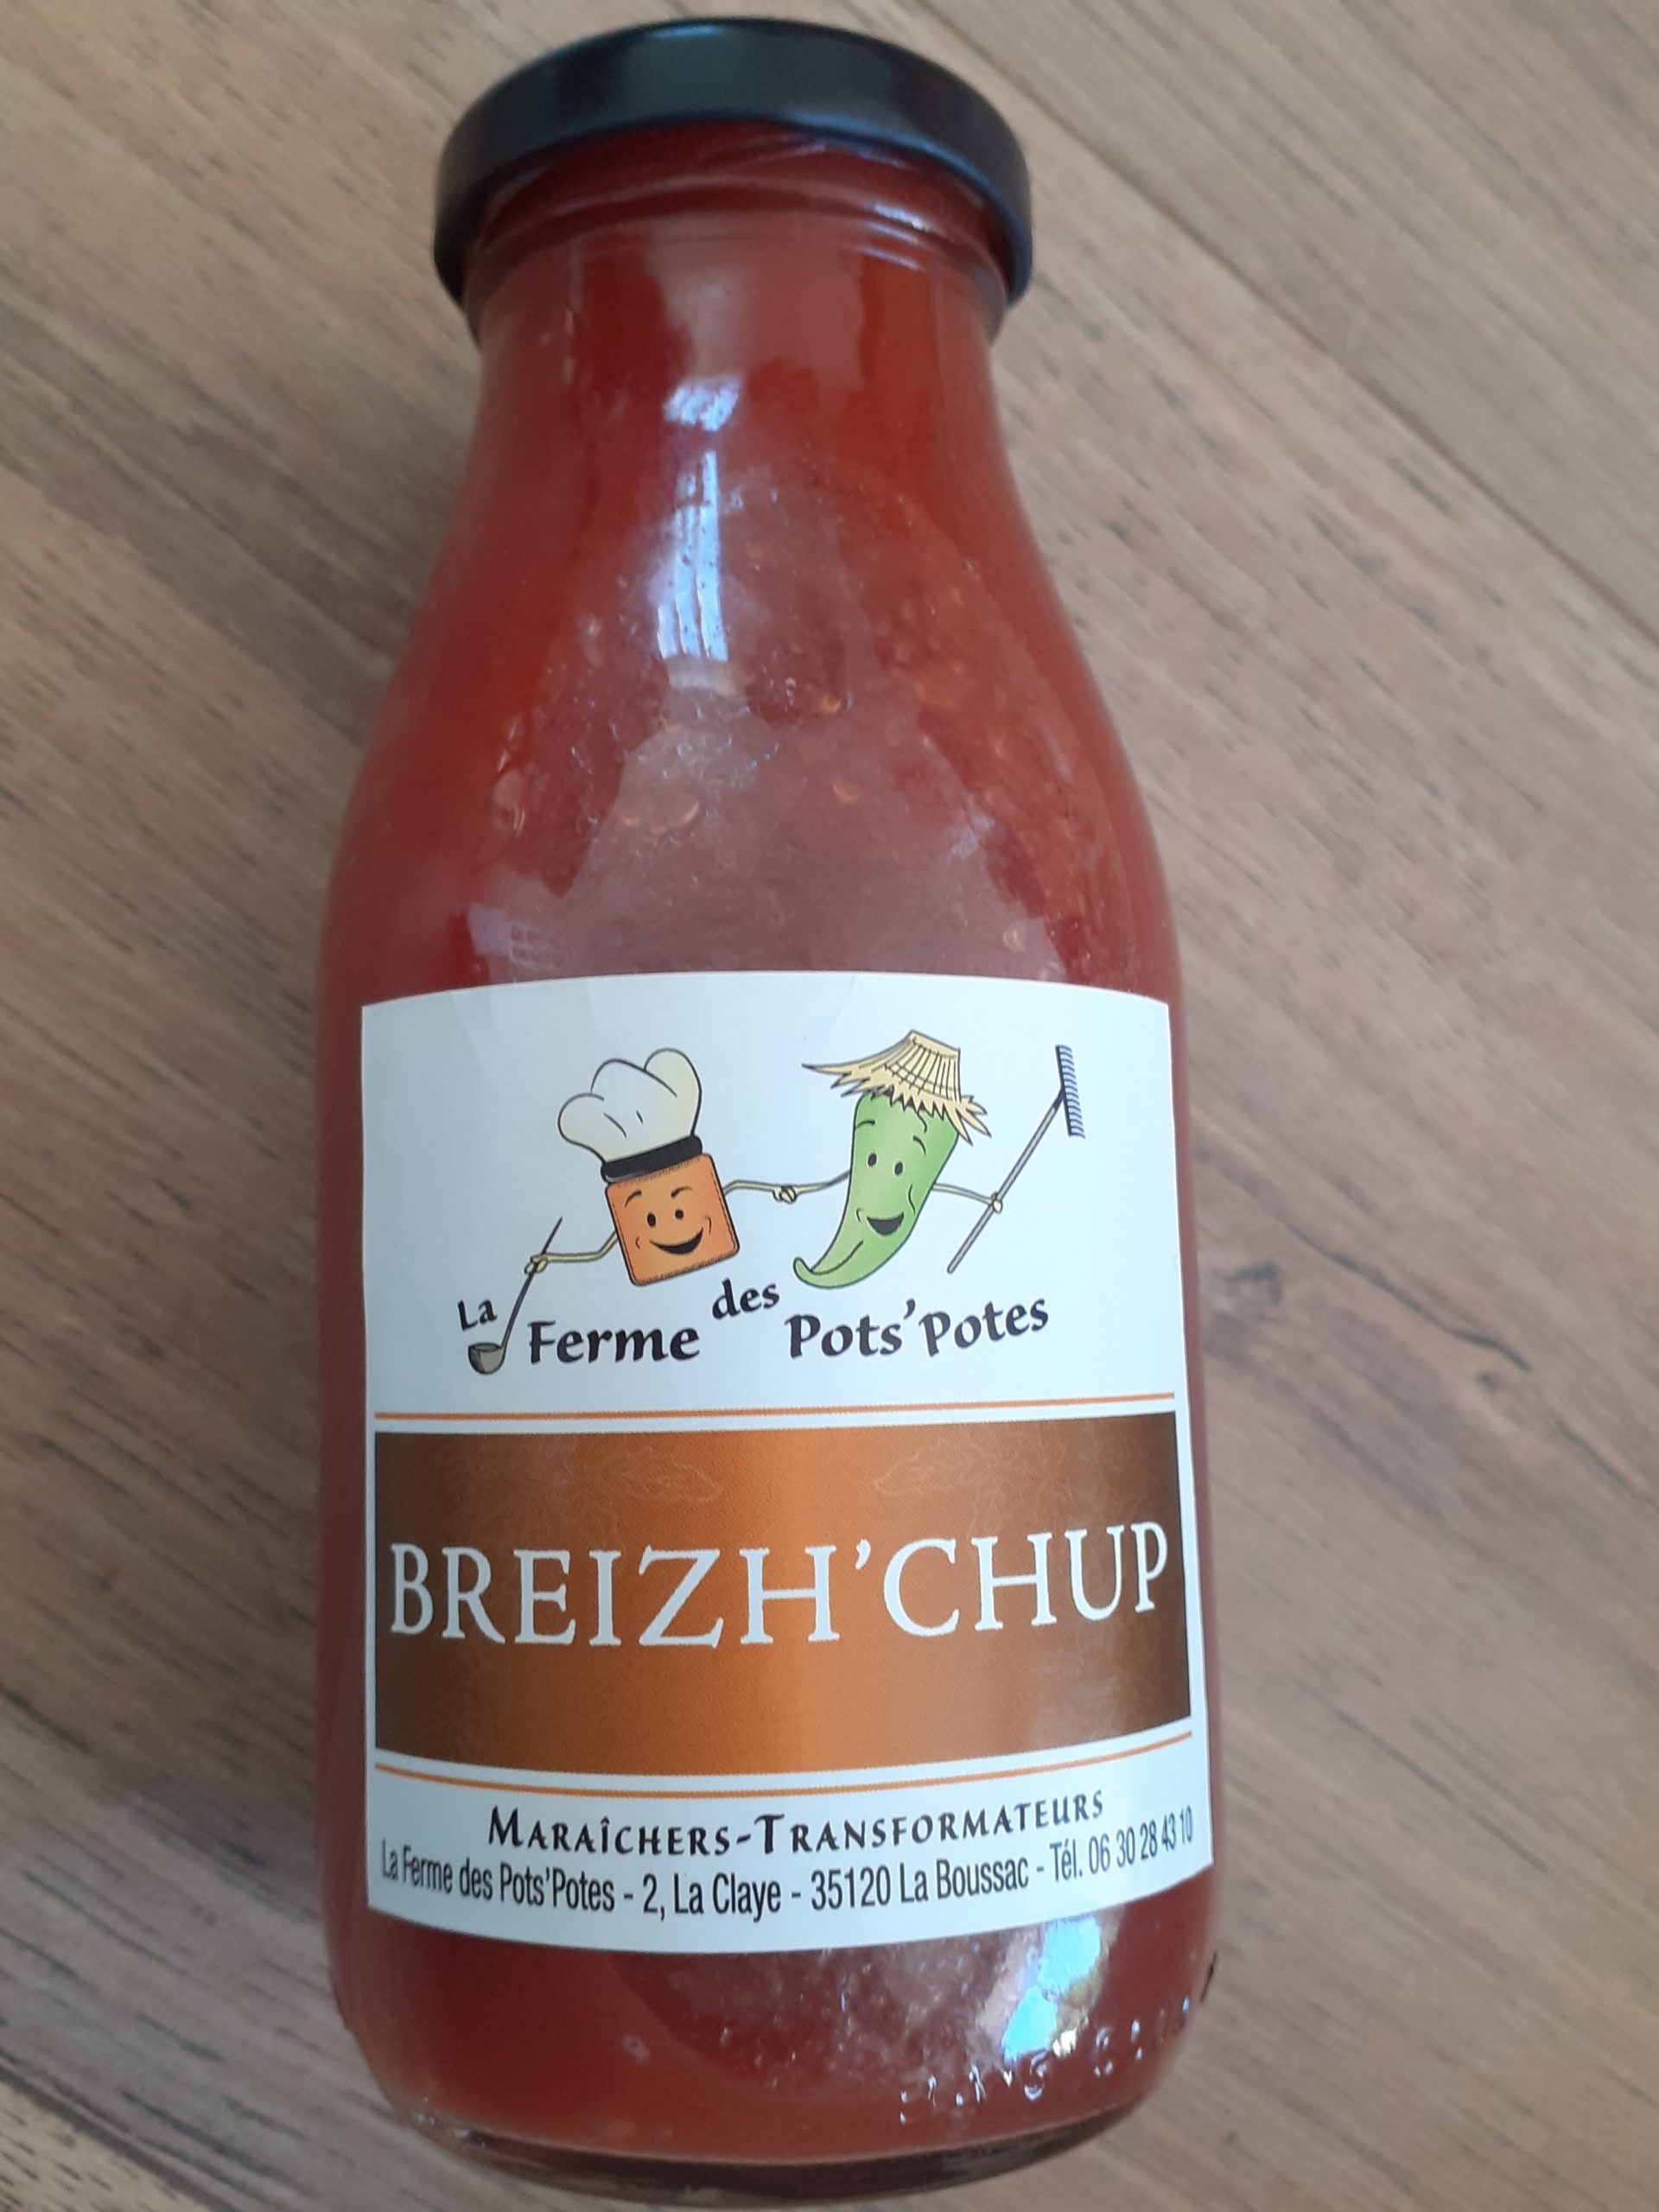 La Ferme des Pots'Potes
BREIZH'CHUP
MARAÎCHERS-TRANSFORMATEURS
La Ferme des Pots'Potes - 2, La Claye - 35120 La Boussac - Tél. 06 30 28 43 10